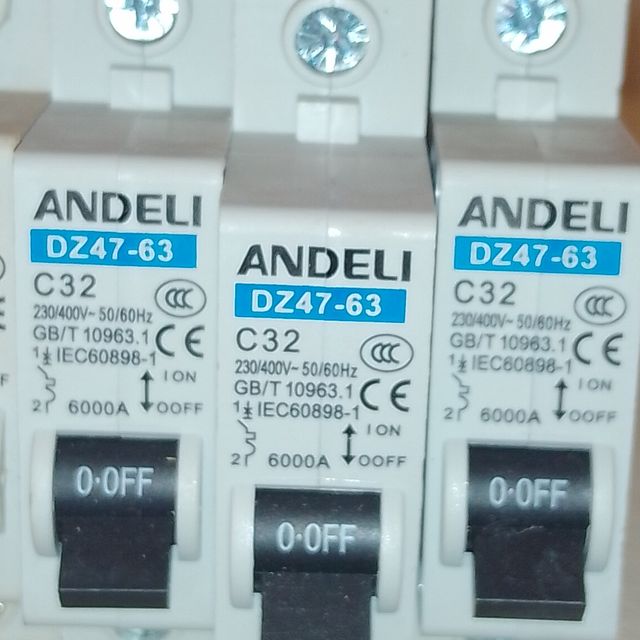 ANDELI
DZ47-63
C32
CCC
230/400V~ 50/60Hz
GB/T 10963.1
CE
1 IEC60898-1
I ON
2 6000A O OFF
O·OFF
ANDELI
DZ47-63
C32
CCC
230/400V~ 50/60Hz
GB/T 10963.1
CE
1 IEC60898-1
I ON
2 6000A O OFF
O·OFF
ANDELI
DZ47-63
C32
CCC
230/400V~ 50/60Hz
GB/T 10963.1
CE
1 IEC60898-1
I ON
2 6000A O OFF
O·OFF